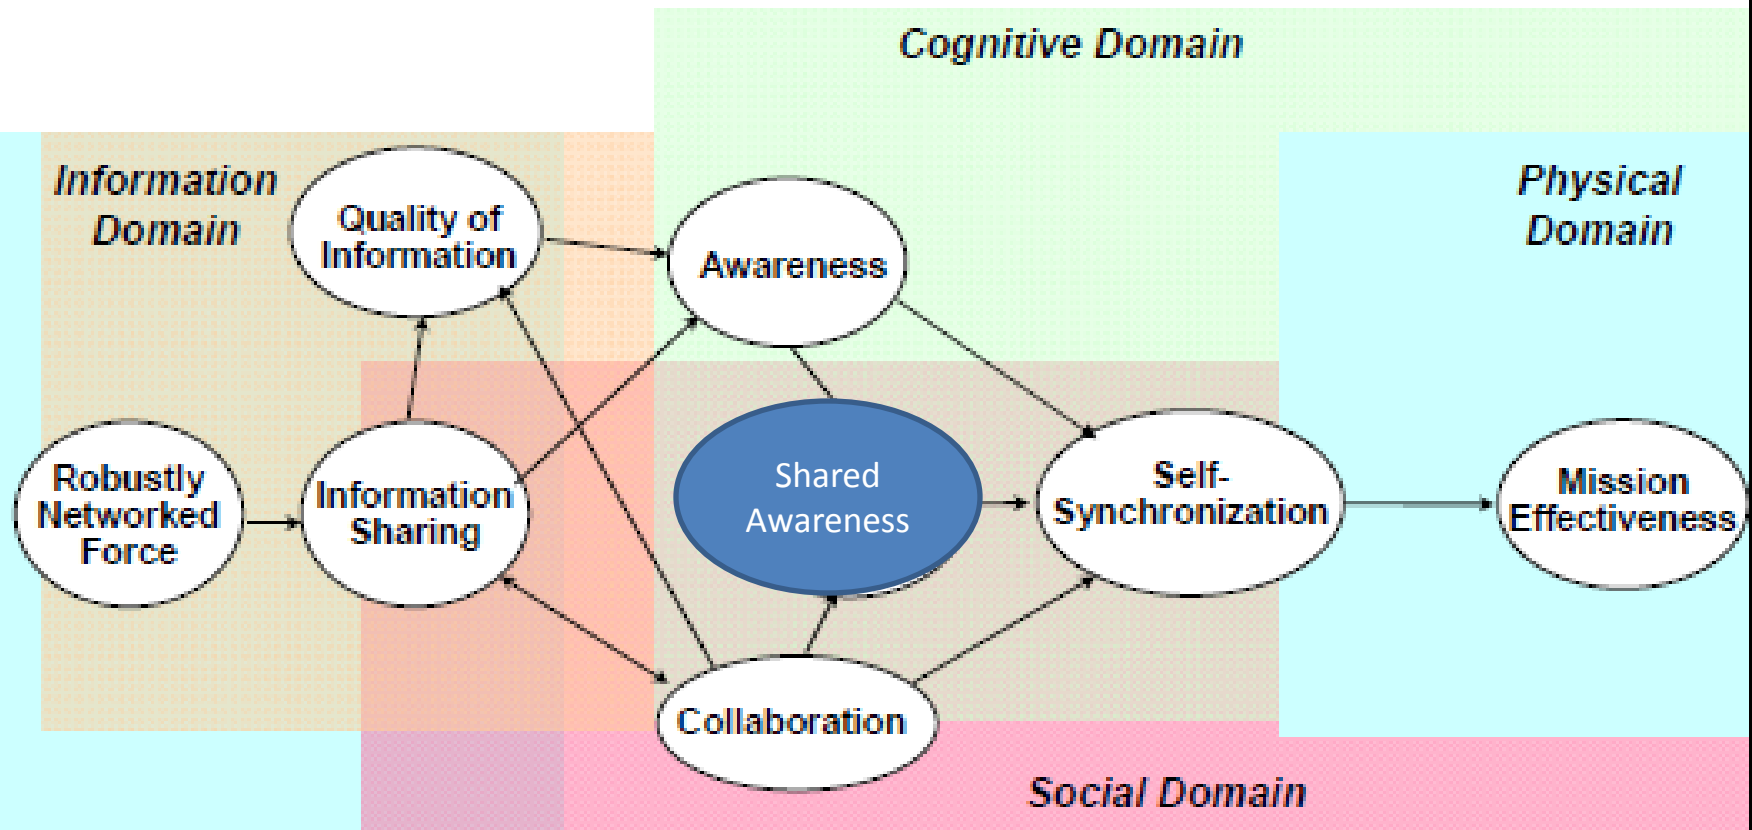 Cognitive Domain
Information
Domain
Quality of
Information
Awareness
Physical
Domain
Robustly
Networked
Force
Information
Sharing
Shared
Awareness
Self-
Synchronization
Mission
Effectiveness
Collaboration
Social Domain